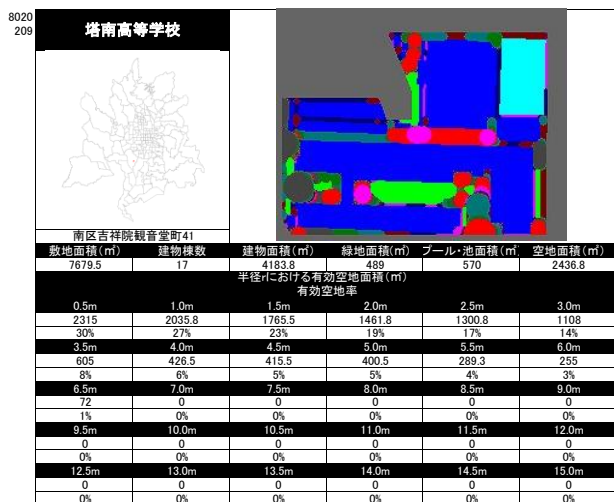 8020
209
塔南高等学校
南区吉祥院観音堂町41
敷地面積(㎡) 建物棟数 建物面積(㎡) 緑地面積(㎡) プール・池面積(㎡) 空地面積(㎡)
7679.5 17 4183.8 489 570 2436.8
半径rにおける有効空地面積(㎡)
有効空地率
0.5m 1.0m 1.5m 2.0m 2.5m 3.0m
2315 2035.8 1765.5 1461.8 1300.8 1108
30% 27% 23% 19% 17% 14%
3.5m 4.0m 4.5m 5.0m 5.5m 6.0m
605 426.5 415.5 400.5 289.3 255
8% 6% 5% 5% 4% 3%
6.5m 7.0m 7.5m 8.0m 8.5m 9.0m
72 0 0 0 0 0
1% 0% 0% 0% 0% 0%
9.5m 10.0m 10.5m 11.0m 11.5m 12.0m
0 0 0 0 0 0
0% 0% 0% 0% 0% 0%
12.5m 13.0m 13.5m 14.0m 14.5m 15.0m
0 0 0 0 0 0
0% 0% 0% 0% 0% 0%